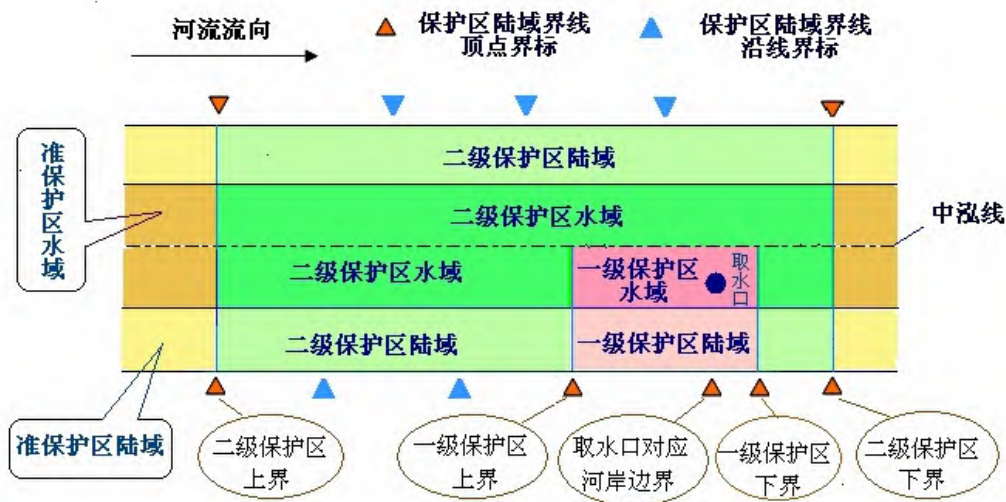 河流流向
保护区陆域界线
顶点界标
保护区陆域界线
沿线界标
准保护区水域
二级保护区陆域
二级保护区水域
中泓线
二级保护区水域
一级保护区
水域
取水口
二级保护区陆域
一级保护区陆域
准保护区陆域
二级保护区
上界
一级保护区
上界
取水口对应
河岸边界
一级保护区
下界
二级保护区
下界